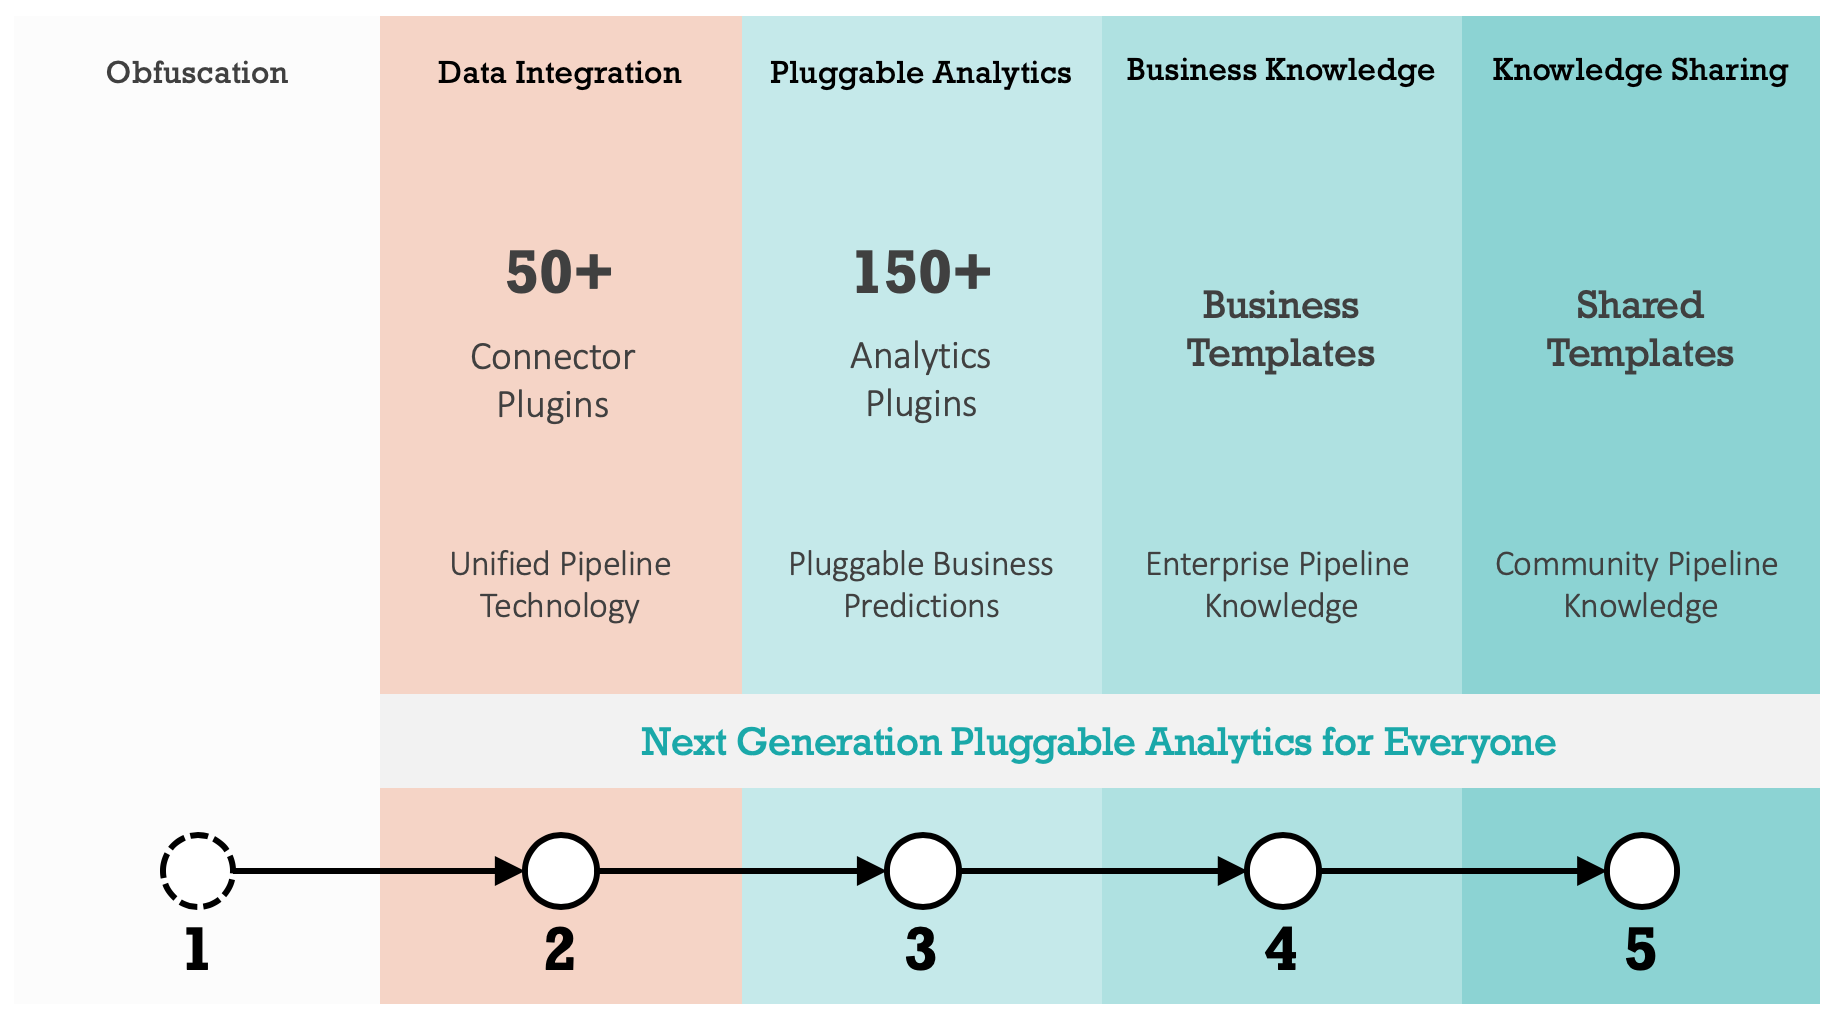 Obfuscation
Data Integration
Pluggable Analytics
Business Knowledge
Knowledge Sharing
50+
Connector
Plugins
150+
Analytics
Plugins
Business
Templates
Shared
Templates
Unified Pipeline
Technology
Pluggable Business
Predictions
Enterprise Pipeline
Knowledge
Community Pipeline
Knowledge
Next Generation Pluggable Analytics for Everyone
1
2
3
4
5